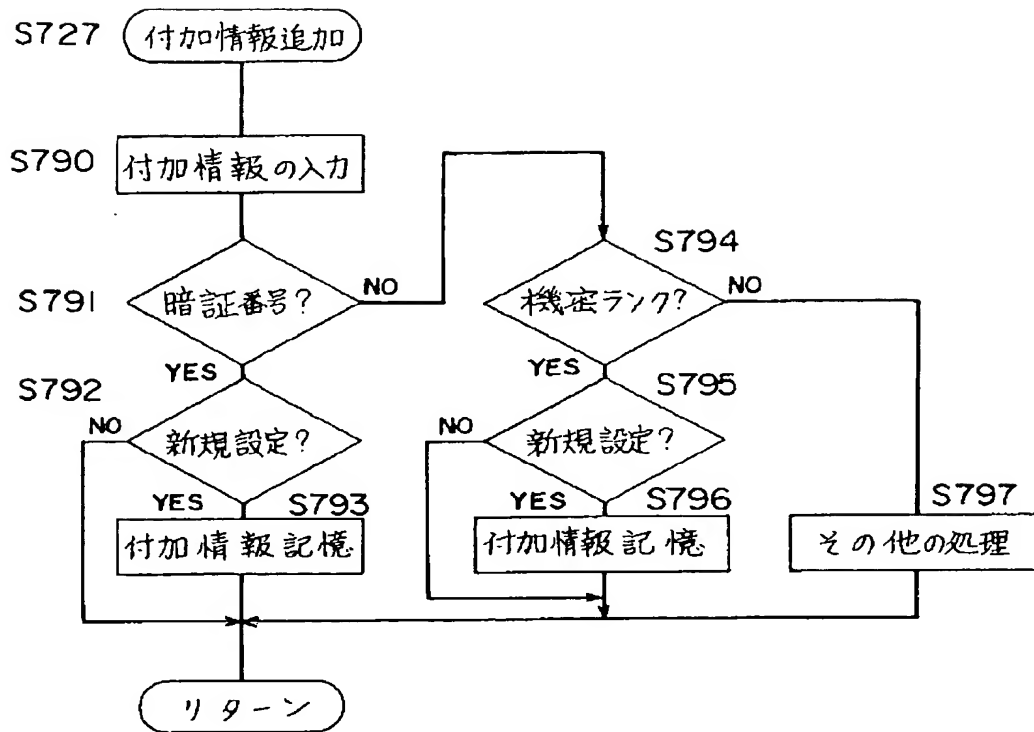 S727
付加情報追加
S790
付加情報の入力
S791
暗証番号?
NO
S794
機密ランク?
NO
YES
YES
S792
S795
NO
新規設定?
NO
新規設定?
YES
S793
YES
S796
S797
付加情報記憶
付加情報記憶
その他の処理
リターン